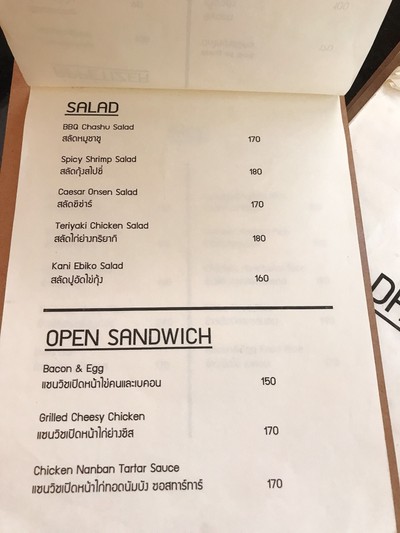 SALAD
BBQ Chashu Salad
สลัดหมูชาชู 170
Spicy Shrimp Salad
สลัดกุ้งสไปซี่ 180
Caesar Onsen Salad
สลัดซีซ่าร์ 170
Teriyaki Chicken Salad
สลัดไก่ย่างเทริยากิ 180
Kani Ebiko Salad
สลัดปูอัดไข่กุ้ง 160
OPEN SANDWICH
Bacon & Egg
แซนวิชเปิดหน้าไข่คนและเบคอน 150
Grilled Cheesy Chicken
แซนวิชเปิดหน้าไก่ย่างชีส 170
Chicken Nanban Tartar Sauce
แซนวิชเปิดหน้าไก่ทอดนัมบัง ซอสทาร์ทาร์ 170